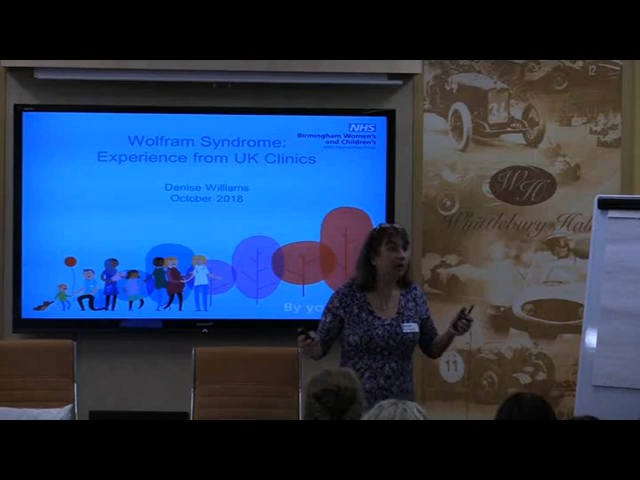 Wolfram Syndrome:
Experience from UK Clinics
NHS
Birmingham Women's
and Children's
Denise Williams
October 2018
By yo
34
12
WH
Whittlebury Hal
11